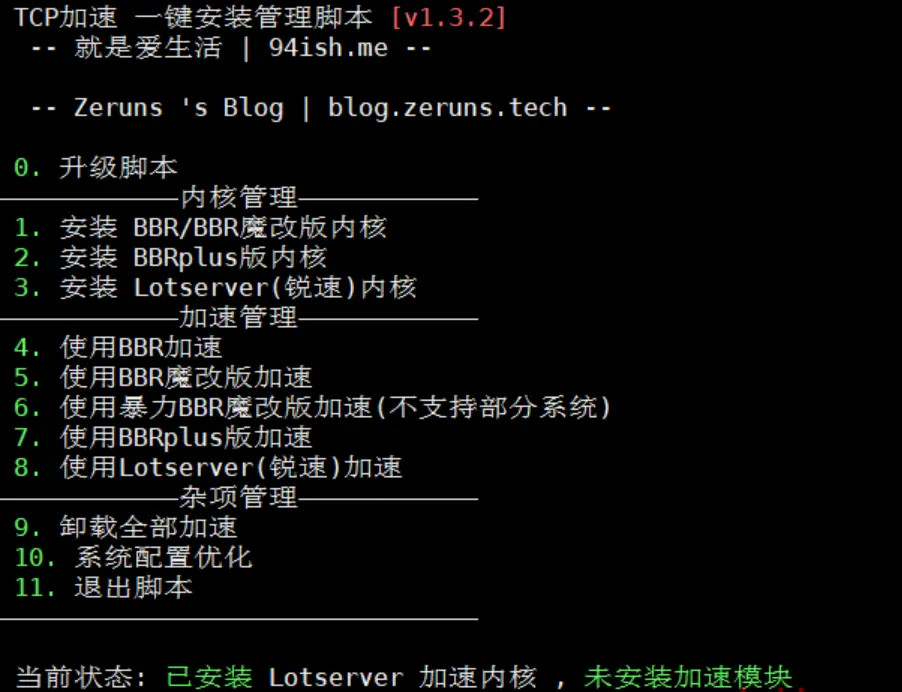 TCP加速 一键安装管理脚本 [v1.3.2]
-- 就是爱生活 | 94ish.me --
-- Zeruns 's Blog | blog.zeruns.tech --
0. 升级脚本
————————————内核管理————————————
1. 安装 BBR/BBR魔改版内核
2. 安装 BBRplus版内核
3. 安装 Lotserver(锐速)内核
————————————加速管理————————————
4. 使用BBR加速
5. 使用BBR魔改版加速
6. 使用暴力BBR魔改版加速(不支持部分系统)
7. 使用BBRplus版加速
8. 使用Lotserver(锐速)加速
————————————杂项管理————————————
9. 卸载全部加速
10. 系统配置优化
11. 退出脚本
————————————————————————————————
当前状态: 已安装 Lotserver 加速内核 , 未安装加速模块